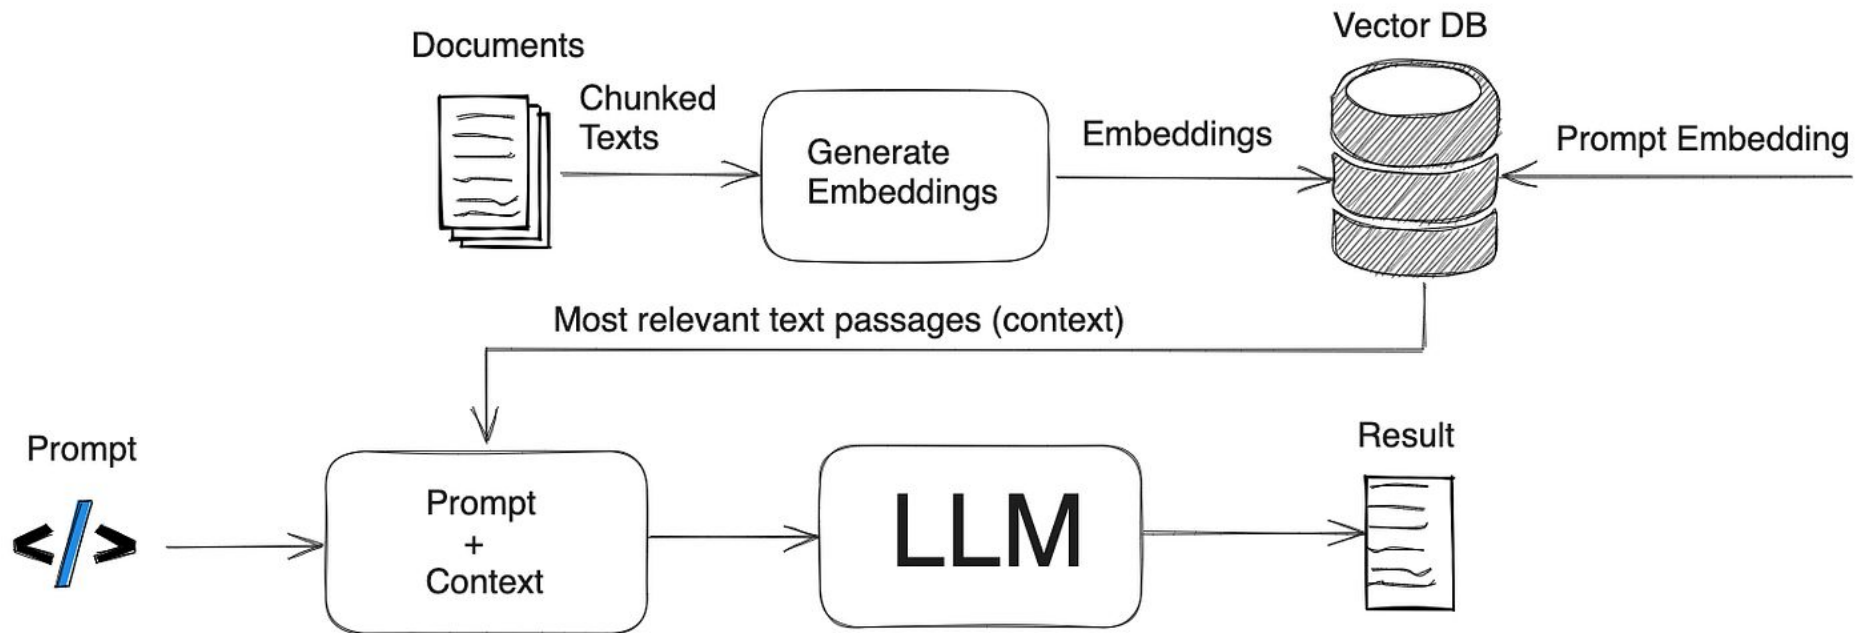 Documents
Vector DB
Chunked
Texts
Generate
Embeddings
Embeddings
Prompt Embedding
Most relevant text passages (context)
Prompt
</>
Prompt
+
Context
LLM
Result